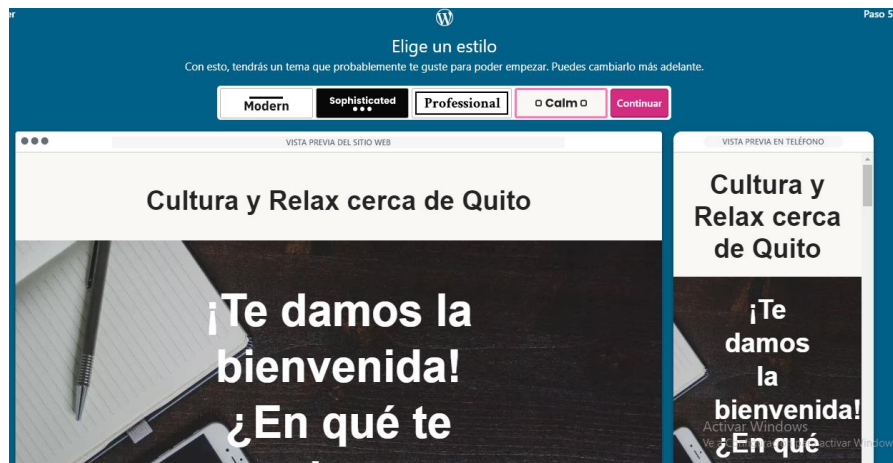 er
Paso 5
Elige un estilo
Con esto, tendrás un tema que probablemente te guste para poder empezar. Puedes cambiarlo más adelante.
Modern
Sophisticated
Professional
Calm
Continuar
VISTA PREVIA DEL SITIO WEB
Cultura y Relax cerca de Quito
¡Te damos la
bienvenida!
¿En qué te
VISTA PREVIA EN TELÉFONO
Cultura y
Relax cerca
de Quito
¡Te
damos
la
bienvenida!
¿En qué
Activar Windows
activar Window